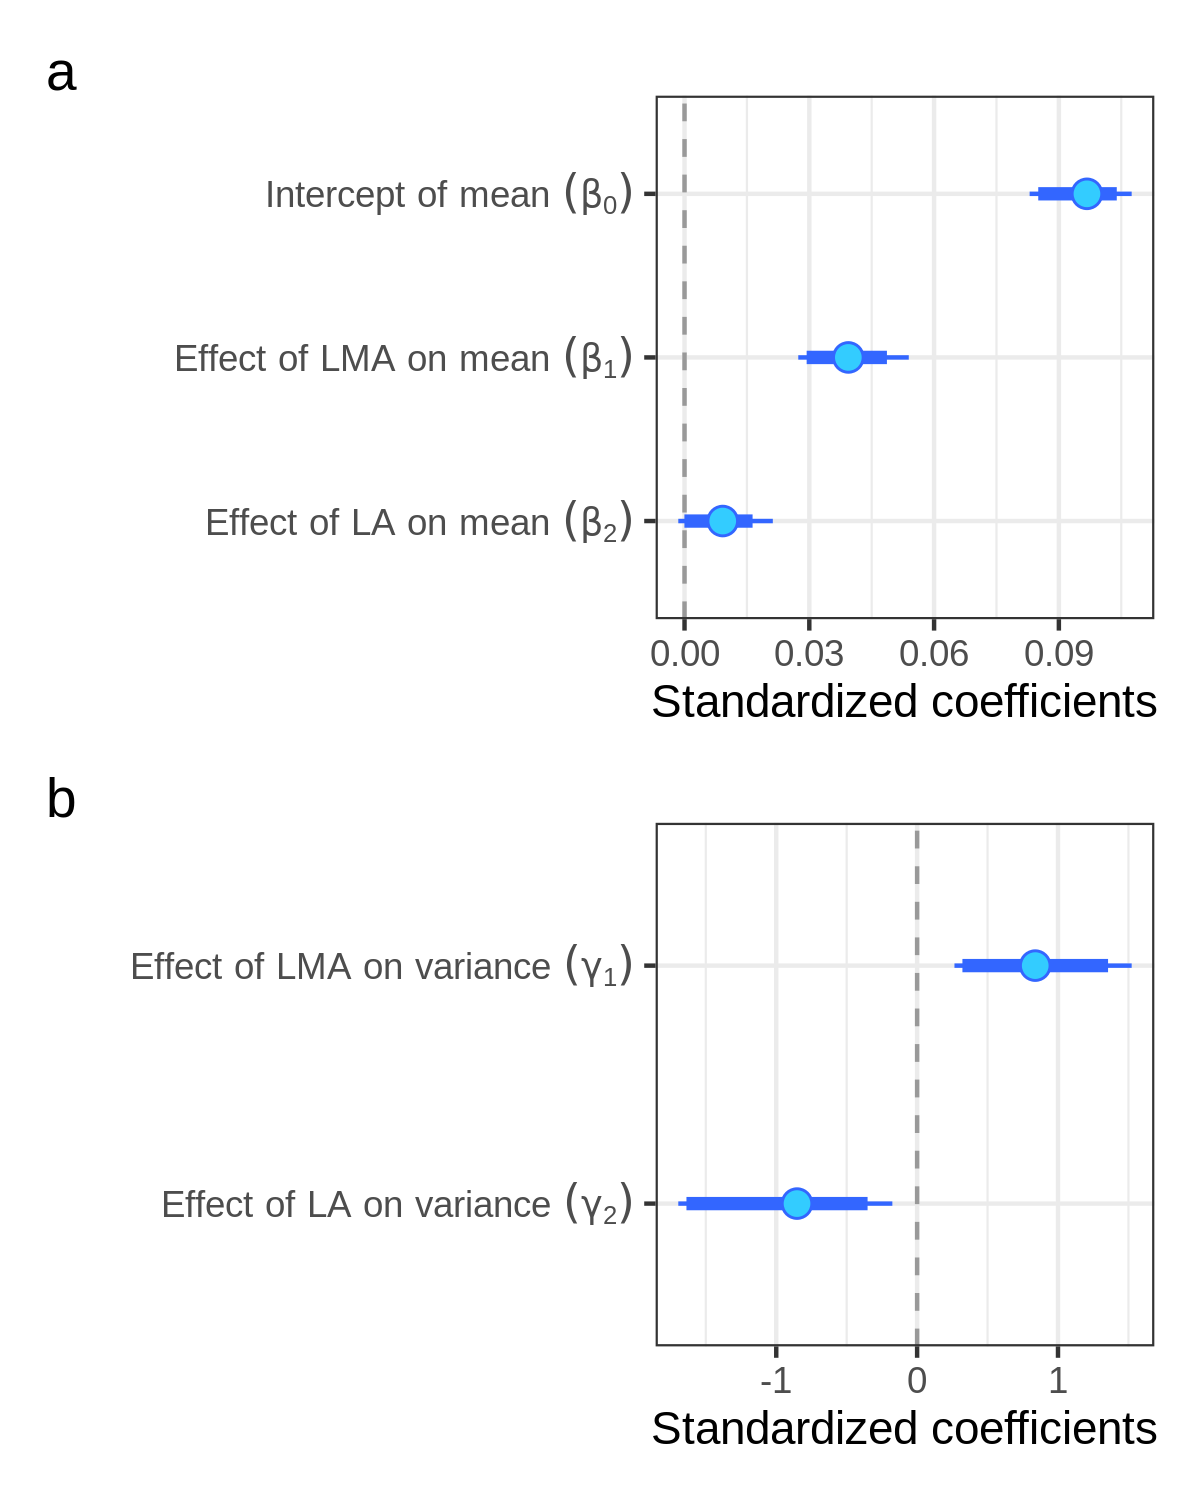 a
Intercept of mean (β₀)
Effect of LMA on mean (β₁)
Effect of LA on mean (β₂)
0.00 0.03 0.06 0.09
Standardized coefficients
b
Effect of LMA on variance (γ₁)
Effect of LA on variance (γ₂)
-1 0 1
Standardized coefficients